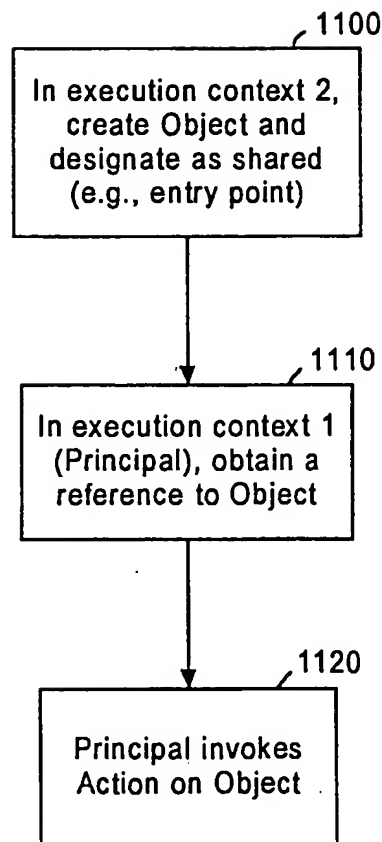 1100
In execution context 2,
create Object and
designate as shared
(e.g., entry point)
1110
In execution context 1
(Principal), obtain a
reference to Object
1120
Principal invokes
Action on Object